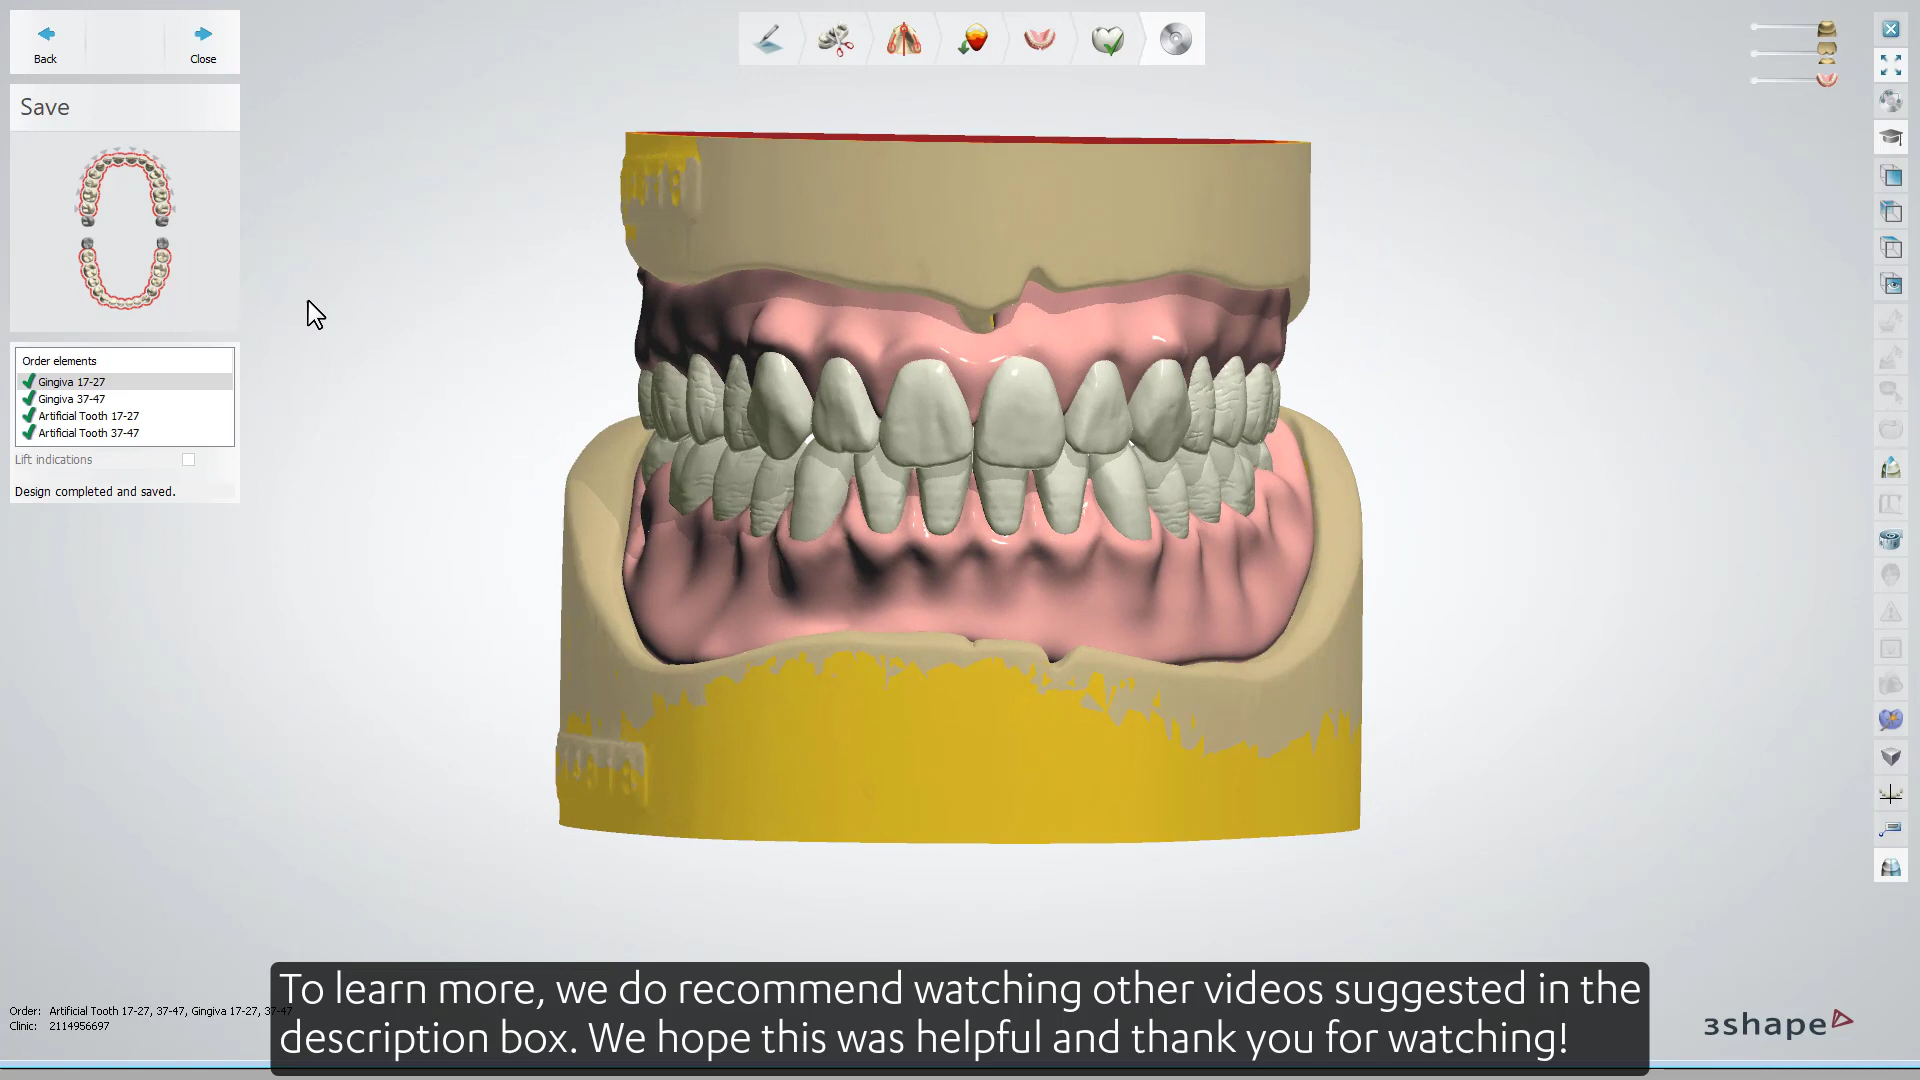 Back
Close
Save
Order elements
Gingiva 17-27
Gingiva 37-47
Artificial Tooth 17-27
Artificial Tooth 37-47
Lift indications
Design completed and saved.
To learn more, we do recommend watching other videos suggested in the
description box. We hope this was helpful and thank you for watching!
Order: Artificial Tooth 17-27, 37-47, Gingiva 17-27, 37-47
Clinic: 2114956697
3shape